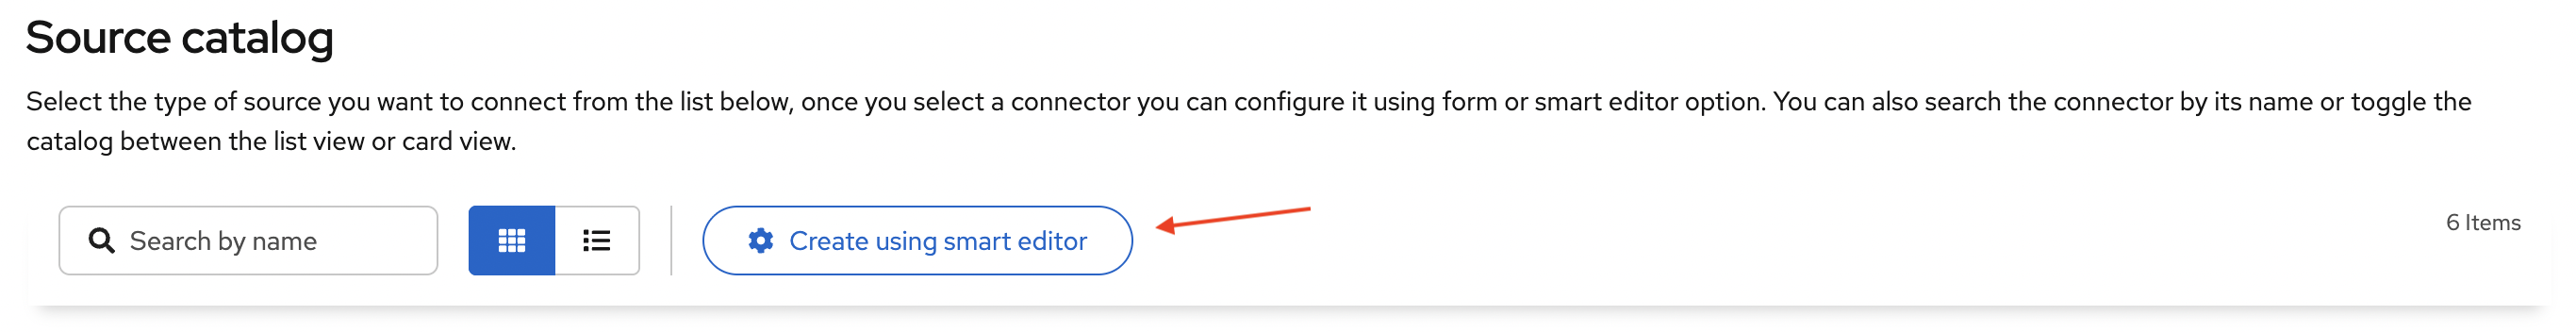 Source catalog
Select the type of source you want to connect from the list below, once you select a connector you can configure it using form or smart editor option. You can also search the connector by its name or toggle the
catalog between the list view or card view.
Search by name
Create using smart editor
6 Items